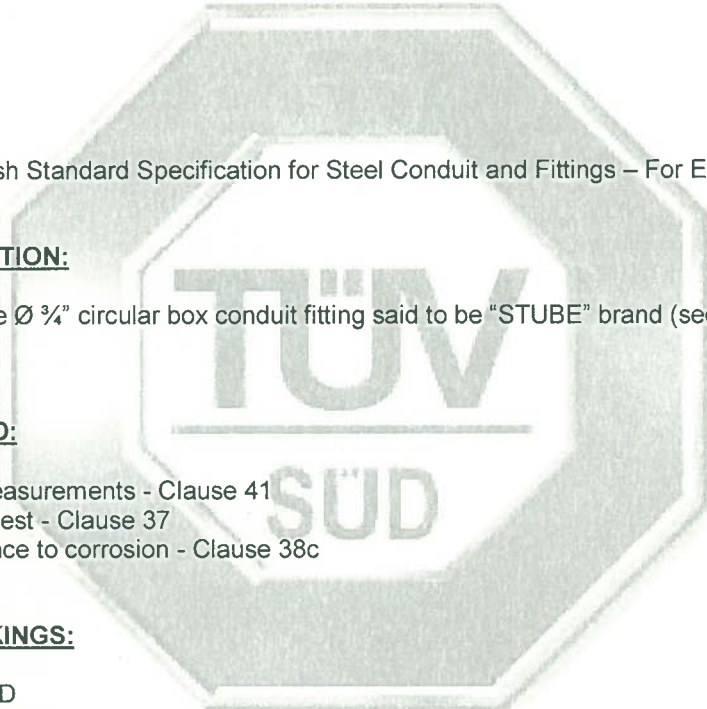 sh Standard Specification for Steel Conduit and Fittings – For E
TION:
e Ø ¾" circular box conduit fitting said to be "STUBE" brand (see
TÜV
SÜD
D:
easurements - Clause 41
est - Clause 37
nce to corrosion - Clause 38c
KINGS:
D